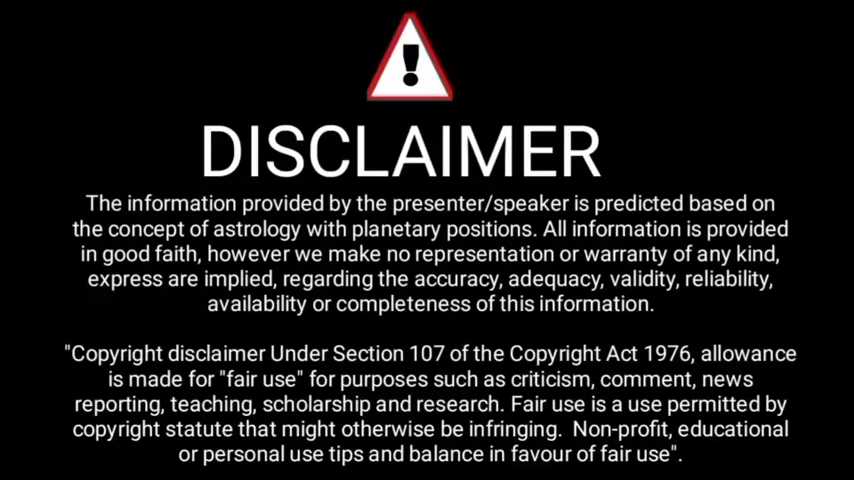 DISCLAIMER
The information provided by the presenter/speaker is predicted based on
the concept of astrology with planetary positions. All information is provided
in good faith, however we make no representation or warranty of any kind,
express are implied, regarding the accuracy, adequacy, validity, reliability,
availability or completeness of this information.
"Copyright disclaimer Under Section 107 of the Copyright Act 1976, allowance
is made for "fair use" for purposes such as criticism, comment, news
reporting, teaching, scholarship and research. Fair use is a use permitted by
copyright statute that might otherwise be infringing. Non-profit, educational
or personal use tips and balance in favour of fair use".